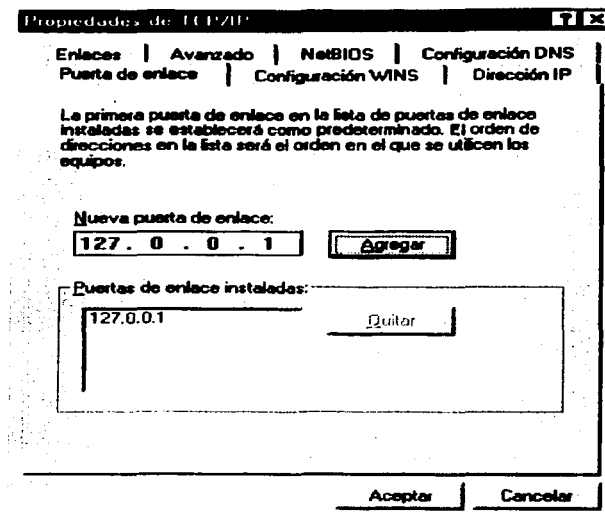 Propiedades de TCP/IP
Enlaces | Avanzado | NetBIOS | Configuración DNS
Puerta de enlace | Configuración WINS | Dirección IP
La primera puerta de enlace en la lista de puertas de enlace
instaladas se establecerá como predeterminado. El orden de
direcciones en la lista será el orden en el que se utilicen los
equipos.
Nueva puerta de enlace:
127. 0 . 0 . 1 Agregar
Puertas de enlace instaladas:
127.0.0.1 Quitar
Aceptar Cancelar